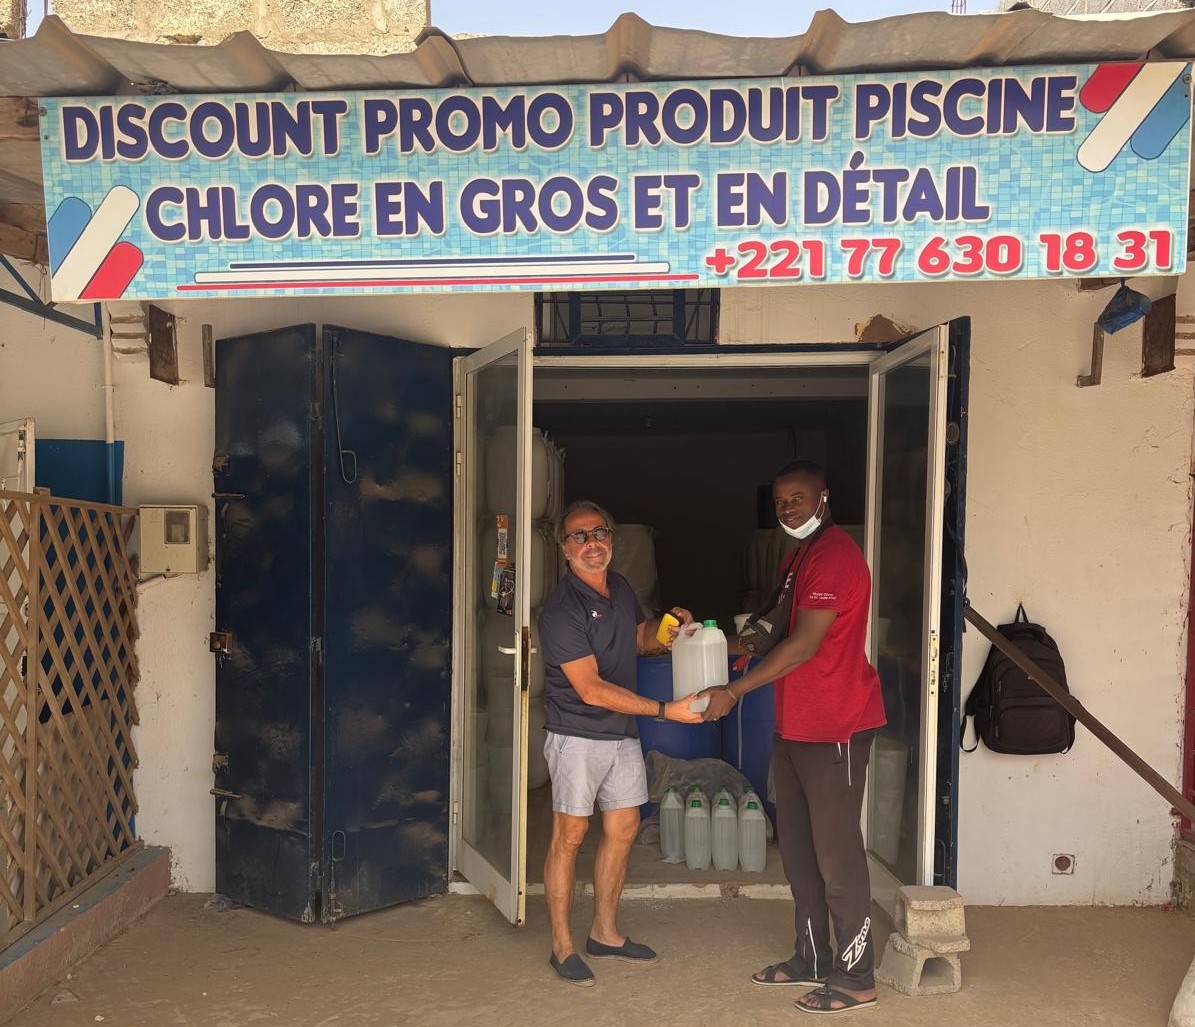 DISCOUNT PROMO PRODUIT PISCINE
CHLORE EN GROS ET EN DÉTAIL
+221 77 630 18 31